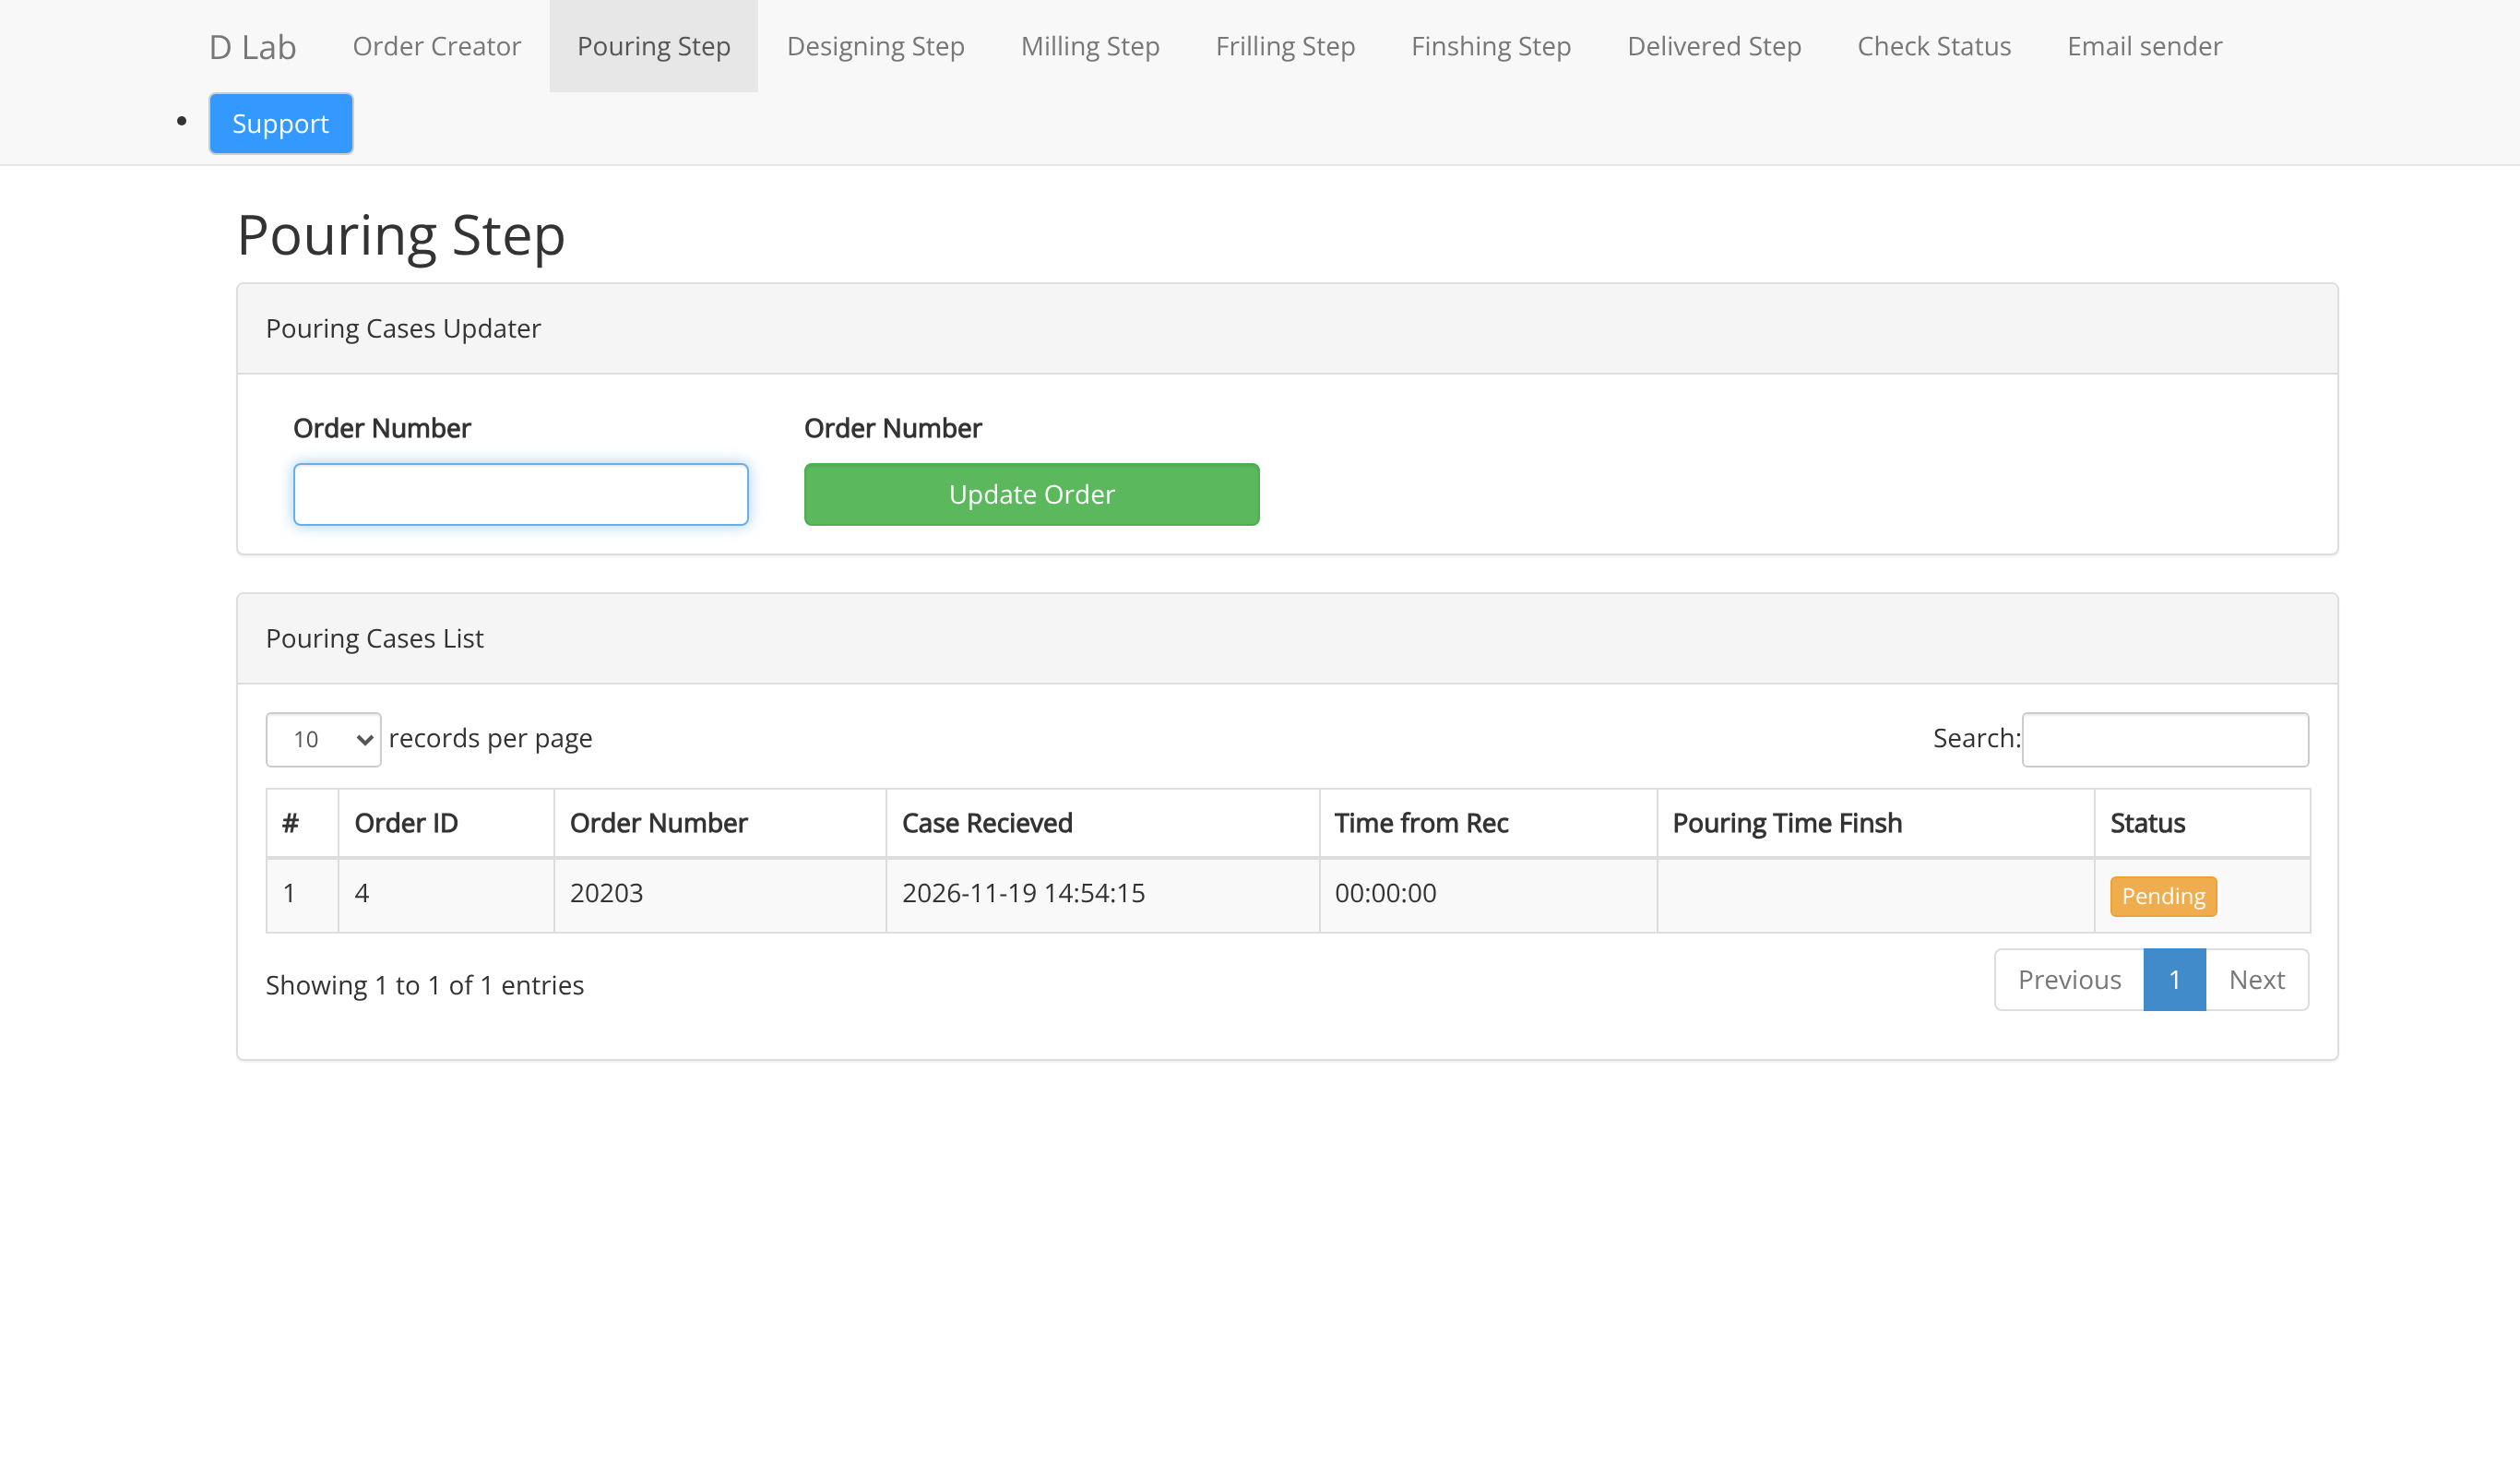 D Lab Order Creator Pouring Step Designing Step Milling Step Frilling Step Finshing Step Delivered Step Check Status Email sender
Support
Pouring Step
Pouring Cases Updater
Order Number Order Number
Update Order
Pouring Cases List
10 records per page Search:
# Order ID Order Number Case Recieved Time from Rec Pouring Time Finsh Status
1 4 20203 2026-11-19 14:54:15 00:00:00 Pending
Showing 1 to 1 of 1 entries Previous 1 Next